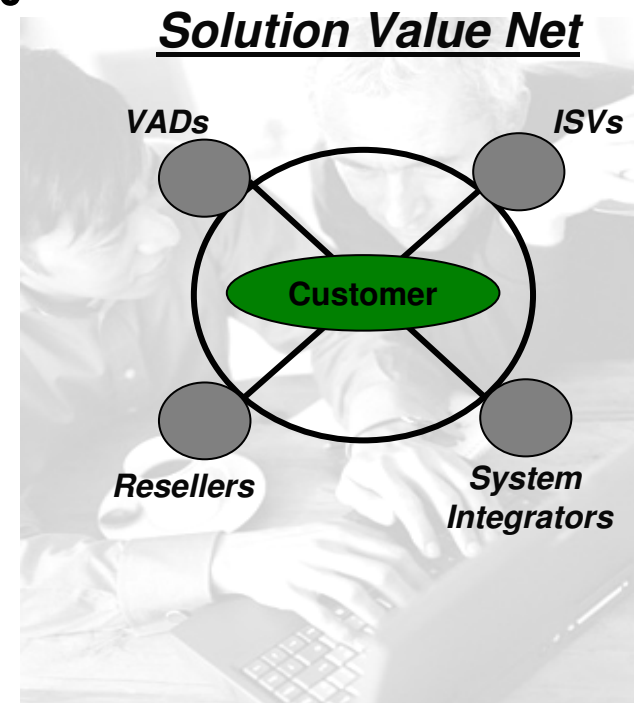 Solution Value Net
VADs
ISVs
Customer
Resellers
System
Integrators